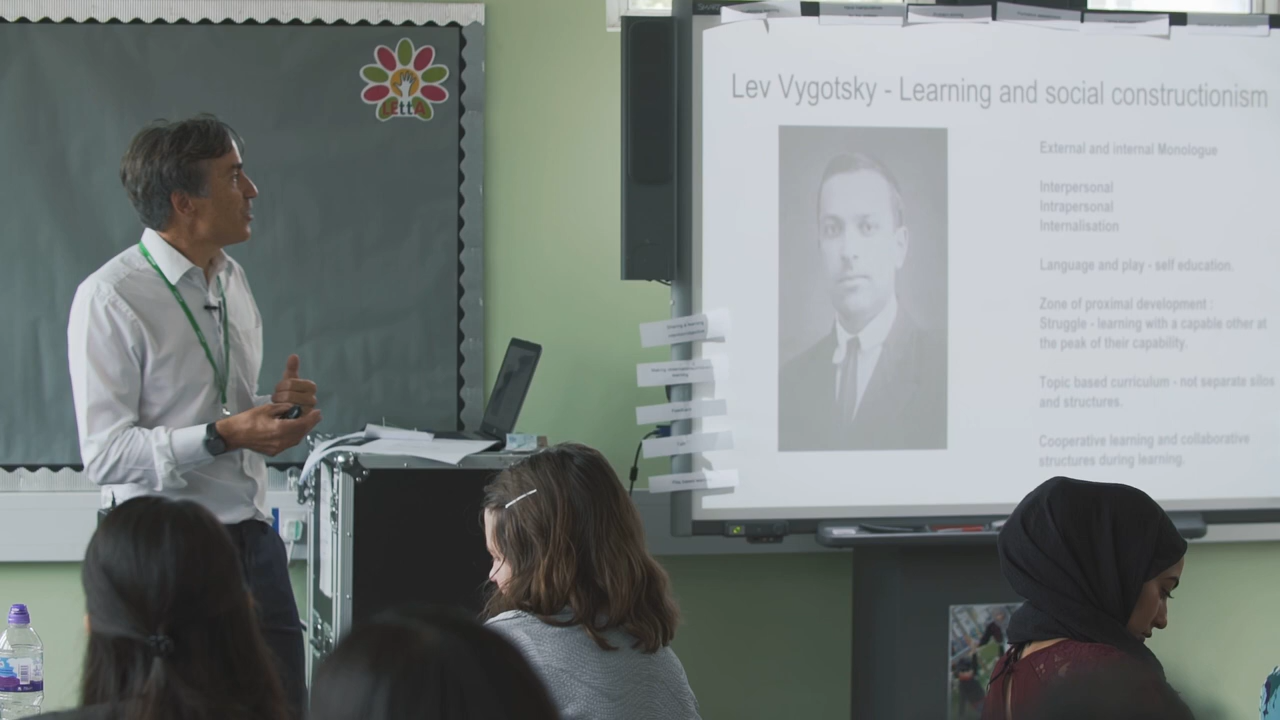 LEttA
Lev Vygotsky - Learning and social constructionism
External and internal Monologue
Interpersonal
Intrapersonal
Internalisation
Language and play - self education.
Zone of proximal development :
Struggle - learning with a capable other at
the peak of their capability.
Topic based curriculum - not separate silos
and structures.
Cooperative learning and collaborative
structures during learning.